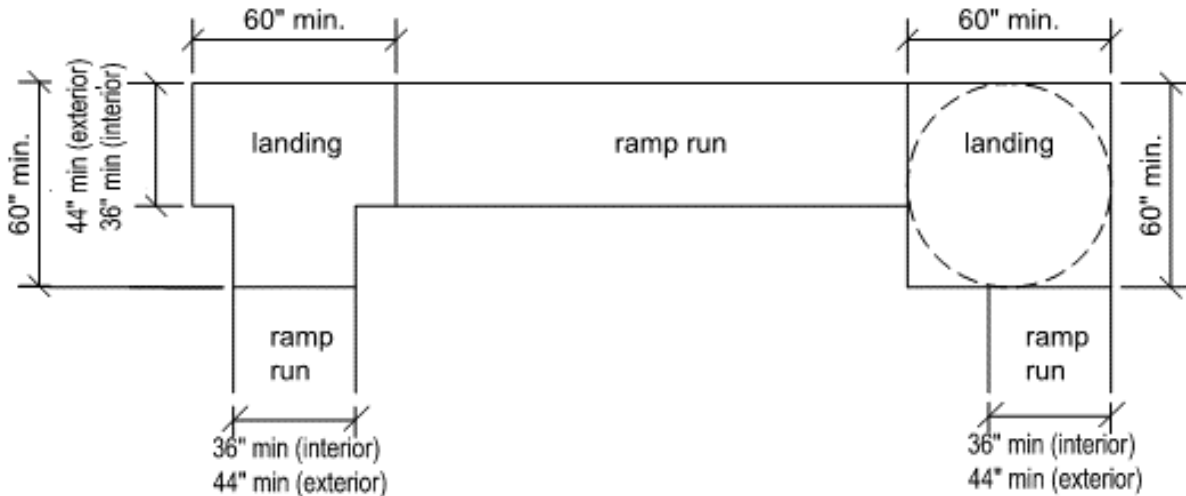 60" min.
60" min.
60" min.
44" min (exterior)
36" min (interior)
landing
ramp run
landing
60" min.
ramp
run
ramp
run
36" min (interior)
44" min (exterior)
36" min (interior)
44" min (exterior)